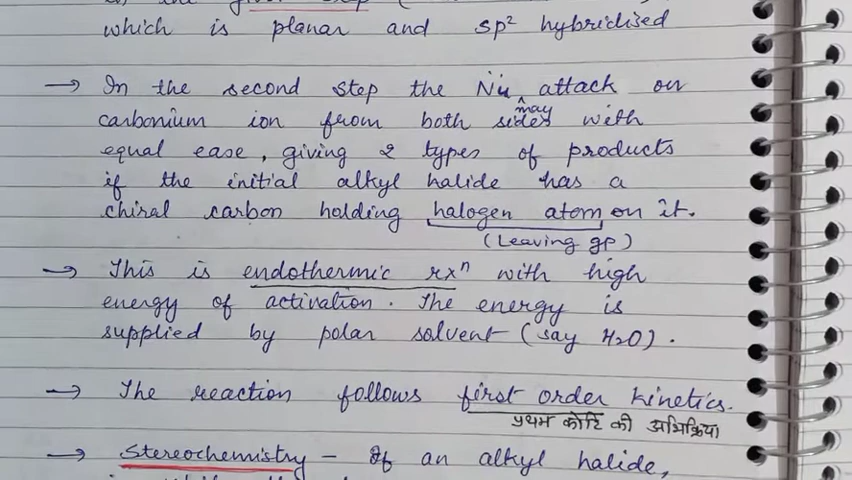 which is planar and sp² hybridised
→ In the second step the Nu may attack on
carbonium ion from both sides with
equal ease, giving 2 types of products
if the initial alkyl halide has a
chiral carbon holding halogen atom on it.
(Leaving gp)
→ This is endothermic rxⁿ with high
energy of activation. The energy is
supplied by polar solvent (say H₂O).
→ The reaction follows first order kinetics.
प्रथम कोटि की अभिक्रिया
→ Stereochemistry - If an alkyl halide,